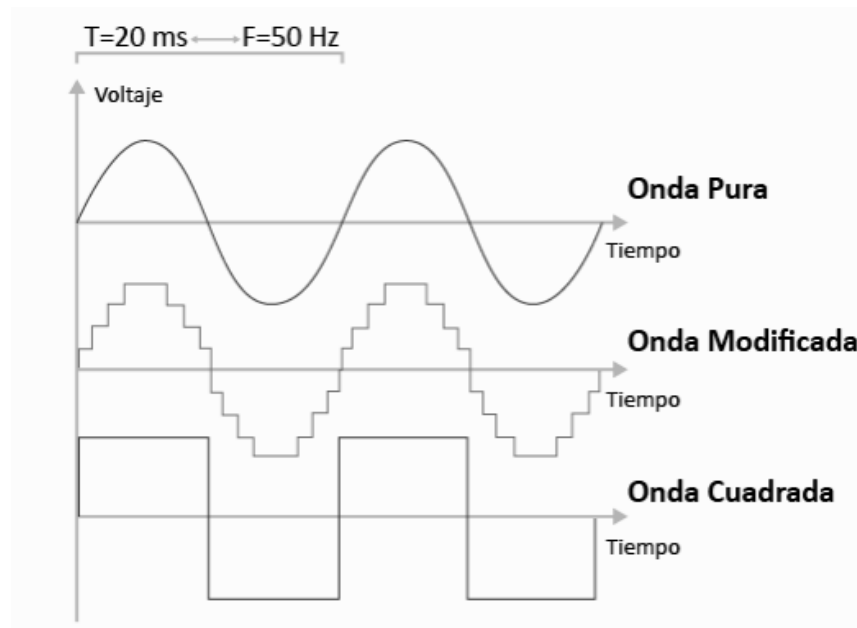 T=20 ms F=50 Hz
Voltaje
Onda Pura
Tiempo
Onda Modificada
Tiempo
Onda Cuadrada
Tiempo